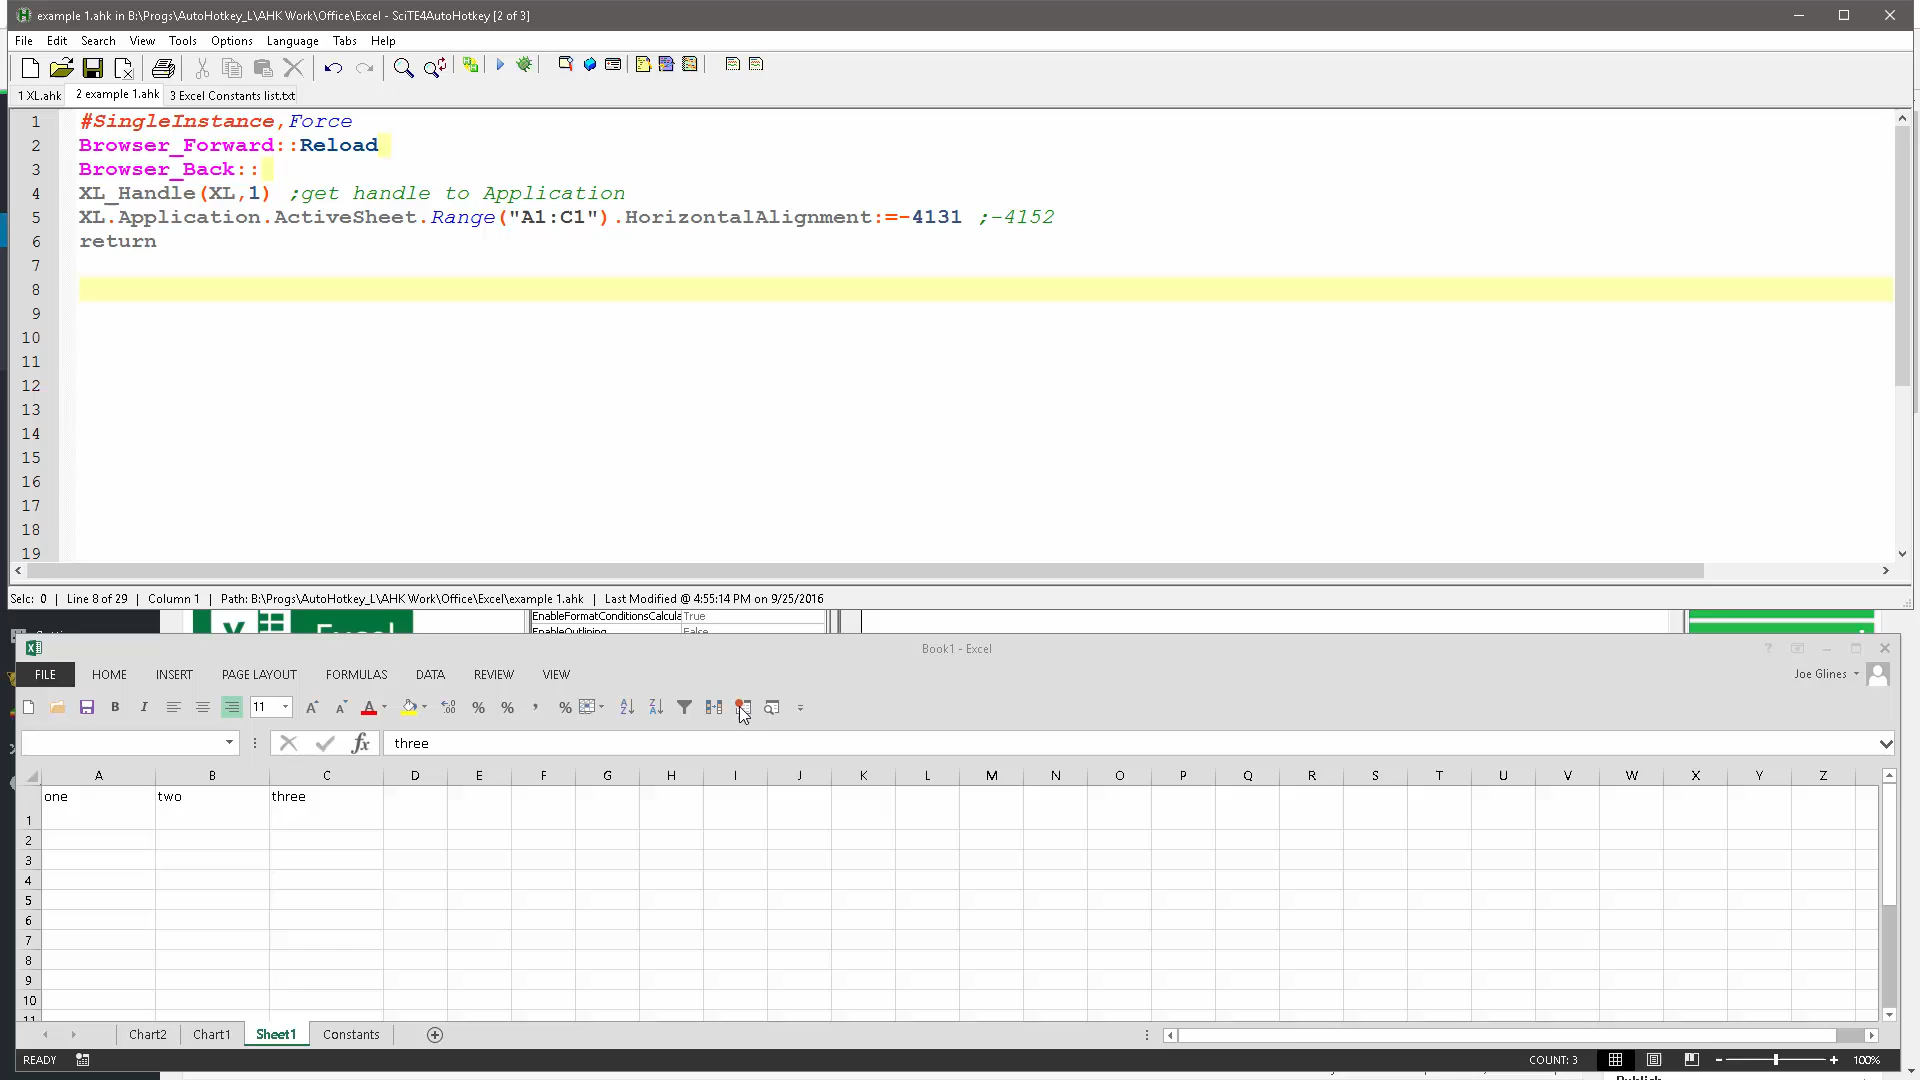 example 1.ahk in B:\Progs\AutoHotkey_L\AHK Work\Office\Excel - SciTE4AutoHotkey [2 of 3]
File Edit Search View Tools Options Language Tabs Help
1 XL.ahk 2 example 1.ahk 3 Excel Constants list.txt
1 #SingleInstance,Force
2 Browser_Forward::Reload
3 Browser_Back::
4 XL_Handle(XL,1) ;get handle to Application
5 XL.Application.ActiveSheet.Range("A1:C1").HorizontalAlignment:=-4131 ;-4152
6 return
7
8
9
10
11
12
13
14
15
16
17
18
19
Selc: 0 | Line 8 of 29 | Column 1 | Path: B:\Progs\AutoHotkey_L\AHK Work\Office\Excel\example 1.ahk | Last Modified @ 4:55:14 PM on 9/25/2016
EnableFormatConditionsCalcula True
EnableOutlining False
Book1 - Excel
FILE HOME INSERT PAGE LAYOUT FORMULAS DATA REVIEW VIEW Joe Glines
11
three
A B C D E F G H I J K L M N O P Q R S T U V W X Y Z
1 one two three
2
3
4
5
6
7
8
9
10
11
Chart2 Chart1 Sheet1 Constants
READY COUNT: 3 100%